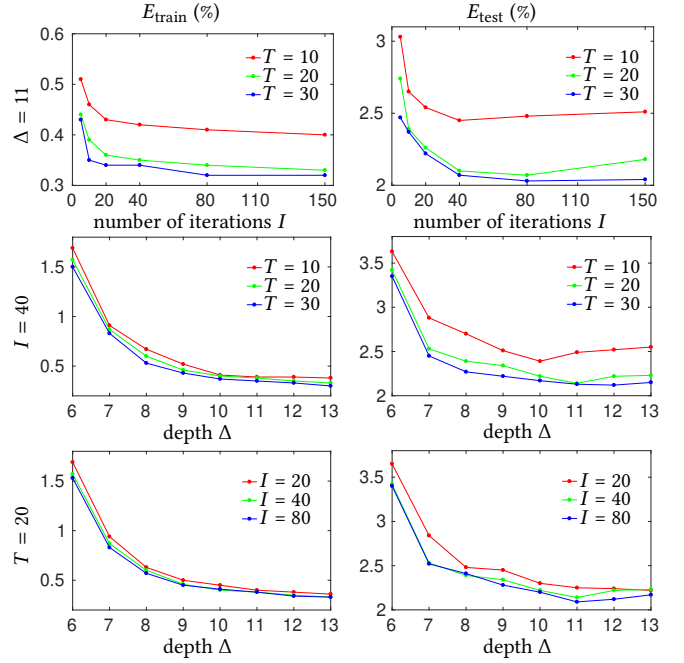 E_train (%)
E_test (%)
Δ = 11
0.6
0.5
0.4
0.3
T = 10
T = 20
T = 30
0 20 40 80 110 150
number of iterations I
3
2.5
2
T = 10
T = 20
T = 30
0 20 40 80 110 150
number of iterations I
I = 40
1.5
1
0.5
T = 10
T = 20
T = 30
6 7 8 9 10 11 12 13
depth Δ
3.5
3
2.5
2
T = 10
T = 20
T = 30
6 7 8 9 10 11 12 13
depth Δ
T = 20
1.5
1
0.5
I = 20
I = 40
I = 80
6 7 8 9 10 11 12 13
depth Δ
3.5
3
2.5
2
I = 20
I = 40
I = 80
6 7 8 9 10 11 12 13
depth Δ